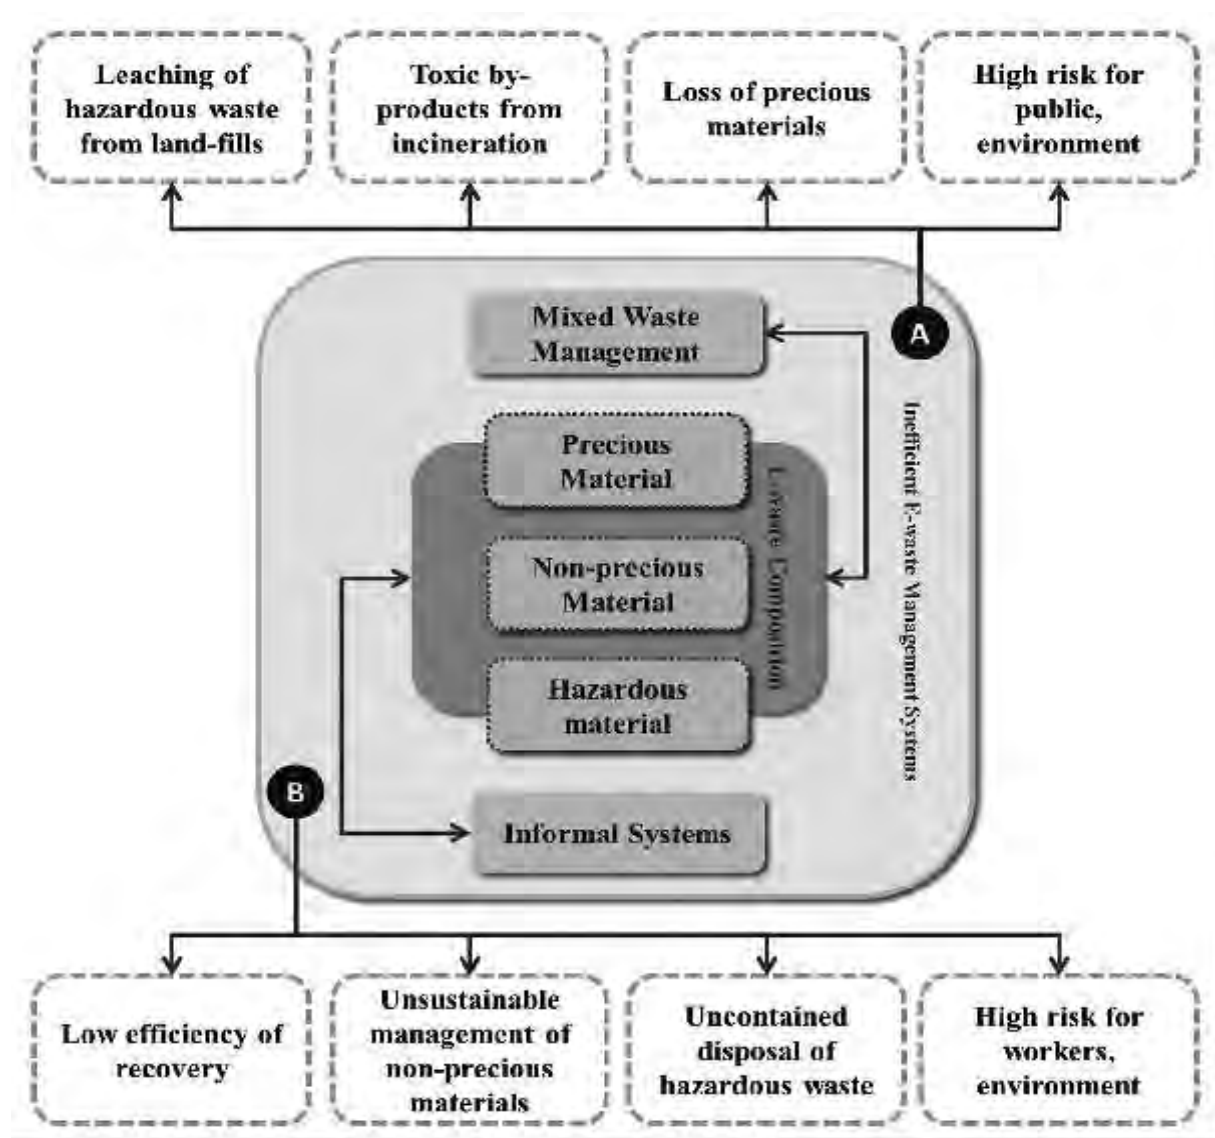 Leaching of
hazardous waste
from land-fills
Toxic by-
products from
incineration
Loss of precious
materials
High risk for
public,
environment
A
Mixed Waste
Management
Precious
Material
Non-precious
Material
Hazardous
material
E-waste Composition
Inefficient E-waste Management Systems
B
Informal Systems
Low efficiency of
recovery
Unsustainable
management of
non-precious
materials
Uncontained
disposal of
hazardous waste
High risk for
workers,
environment